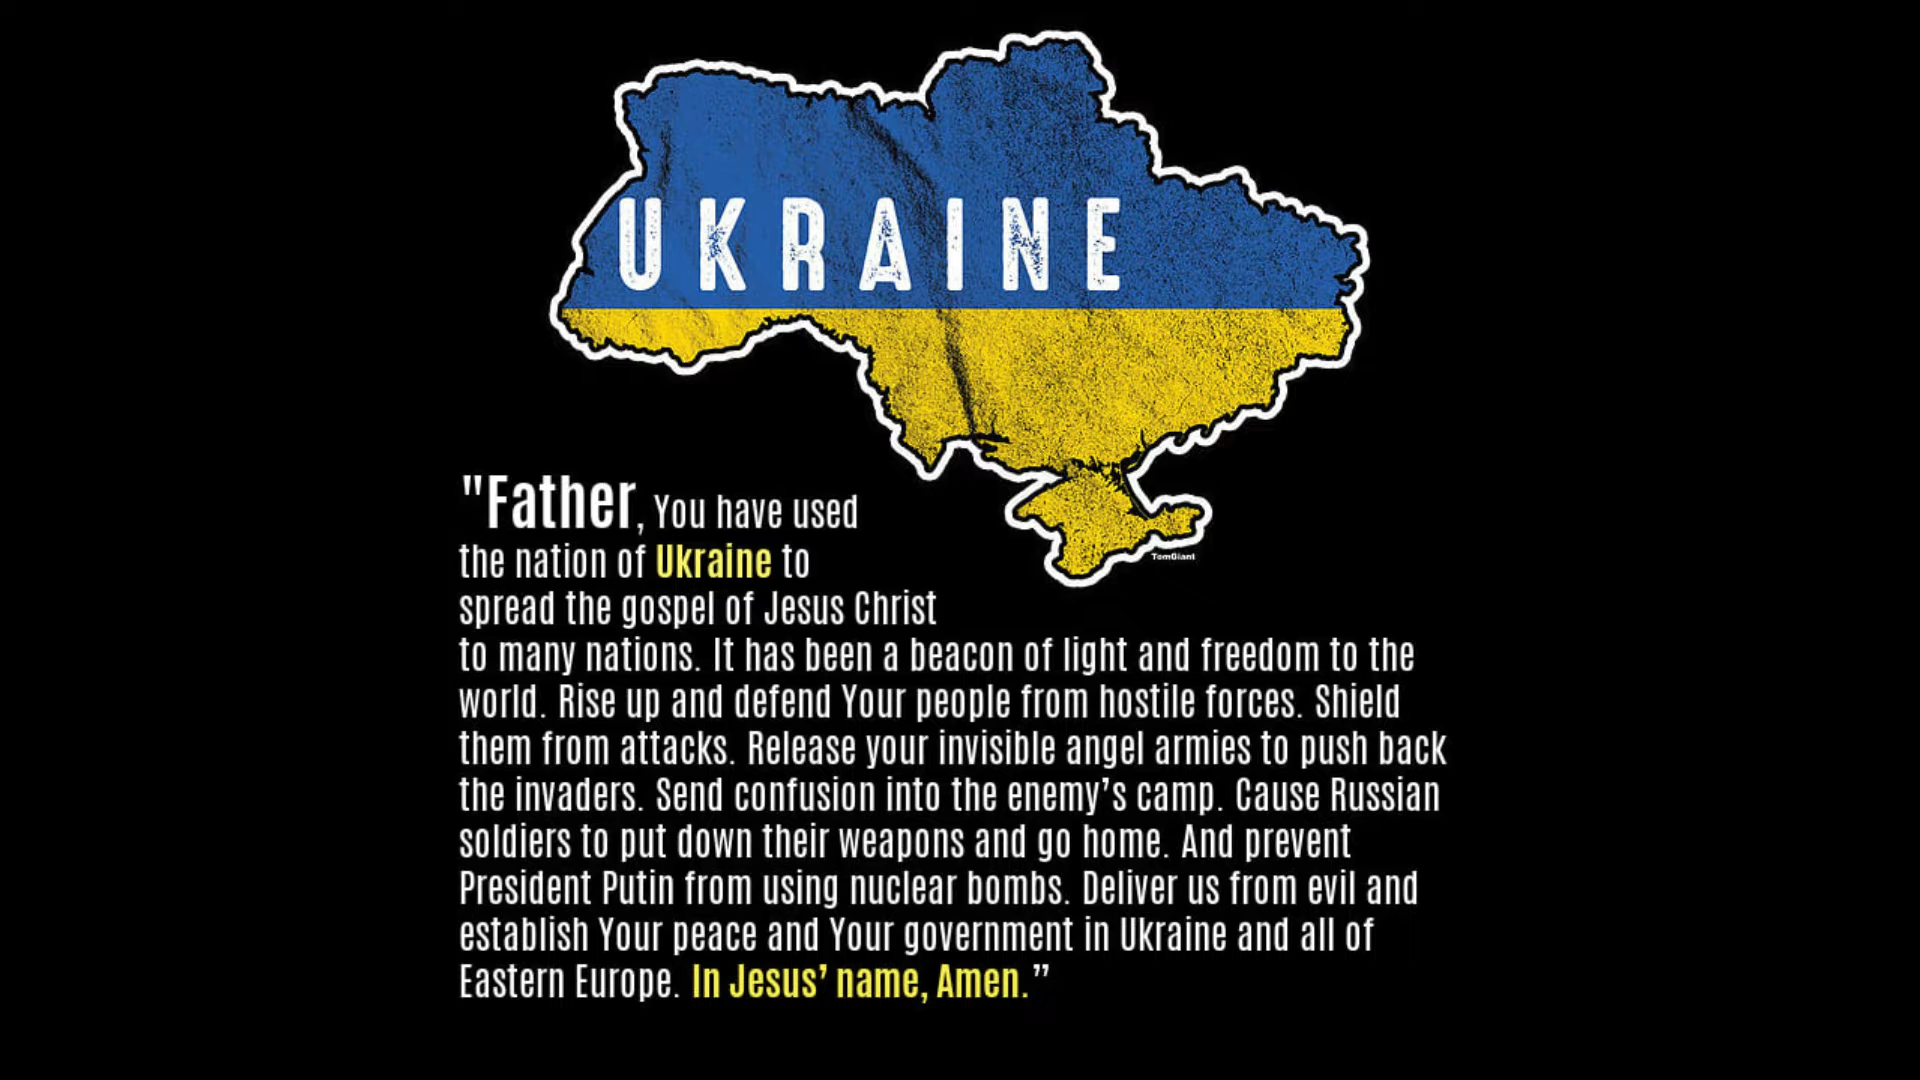 UKRAINE
TomGiant
"Father, You have used
the nation of Ukraine to
spread the gospel of Jesus Christ
to many nations. It has been a beacon of light and freedom to the
world. Rise up and defend Your people from hostile forces. Shield
them from attacks. Release your invisible angel armies to push back
the invaders. Send confusion into the enemy’s camp. Cause Russian
soldiers to put down their weapons and go home. And prevent
President Putin from using nuclear bombs. Deliver us from evil and
establish Your peace and Your government in Ukraine and all of
Eastern Europe. In Jesus’ name, Amen.”